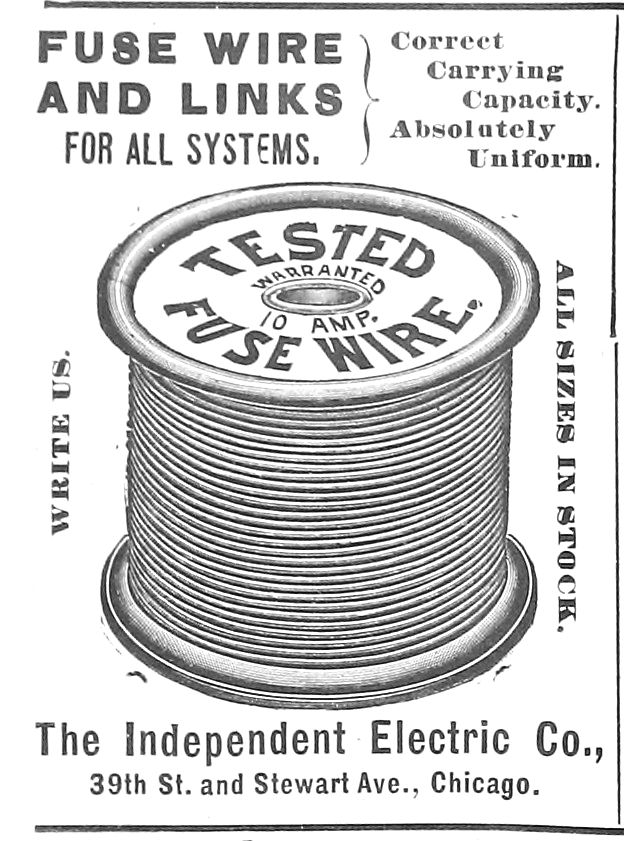 FUSE WIRE
AND LINKS
FOR ALL SYSTEMS.
Correct
Carrying
Capacity.
Absolutely
Uniform.
TESTED
WARRANTED
10 AMP.
FUSE WIRE.
WRITE US.
ALL SIZES IN STOCK.
The Independent Electric Co.,
39th St. and Stewart Ave., Chicago.